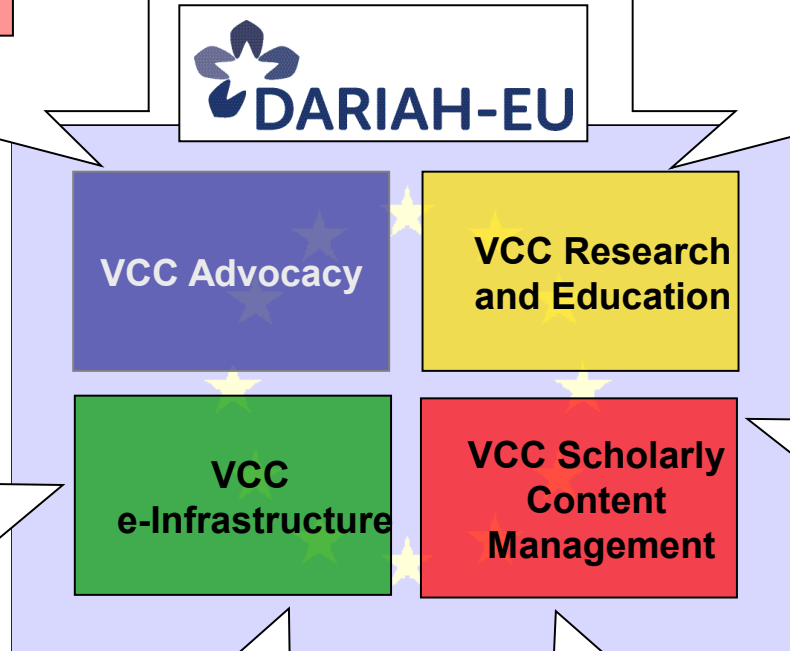 DARIAH-EU
VCC Advocacy
VCC Research
and Education
VCC
e-Infrastructure
VCC Scholarly
Content
Management